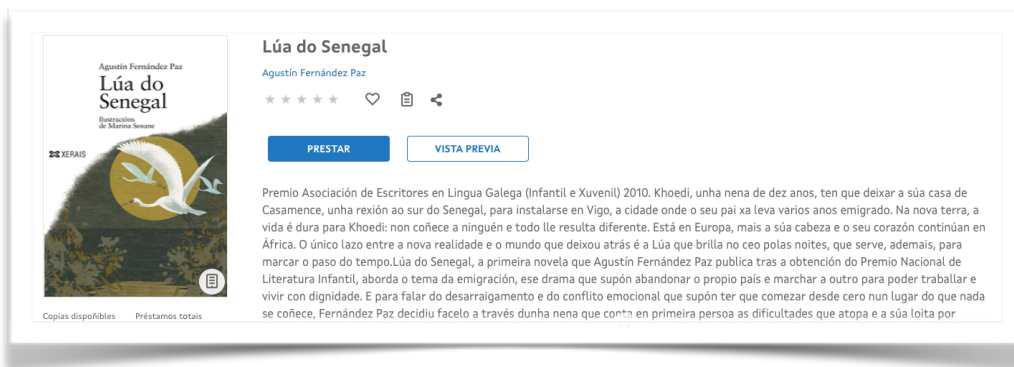 Agustín Fernández Paz
Lúa do
Senegal
Ilustracións
de Marina Seoane
XERAIS
Copias dispoñibles Préstamos totais
Lúa do Senegal
Agustín Fernández Paz
PRESTAR VISTA PREVIA
Premio Asociación de Escritores en Lingua Galega (Infantil e Xuvenil) 2010. Khoedi, unha nena de dez anos, ten que deixar a súa casa de
Casamence, unha rexión ao sur do Senegal, para instalarse en Vigo, a cidade onde o seu pai xa leva varios anos emigrado. Na nova terra, a
vida é dura para Khoedi: non coñece a ninguén e todo lle resulta diferente. Está en Europa, mais a súa cabeza e o seu corazón continúan en
África. O único lazo entre a nova realidade e o mundo que deixou atrás é a Lúa que brilla no ceo polas noites, que serve, ademais, para
marcar o paso do tempo.Lúa do Senegal, a primeira novela que Agustín Fernández Paz publica tras a obtención do Premio Nacional de
Literatura Infantil, aborda o tema da emigración, ese drama que supón abandonar o propio país e marchar a outro para poder traballar e
vivir con dignidade. E para falar do desarraigamento e do conflito emocional que supón ter que comezar desde cero nun lugar do que nada
se coñece, Fernández Paz decidiu facelo a través dunha nena que conta en primeira persoa as dificultades que atopa e a súa loita por